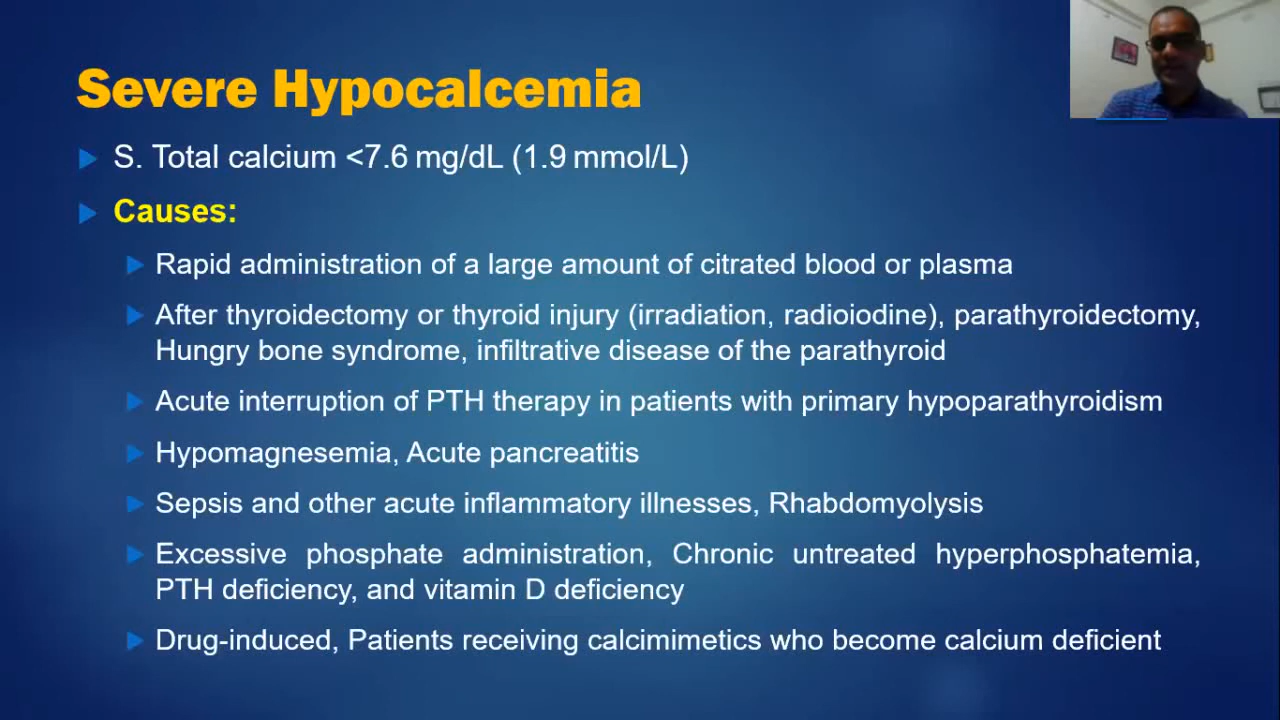 Severe Hypocalcemia
S. Total calcium <7.6 mg/dL (1.9 mmol/L)
Causes:
Rapid administration of a large amount of citrated blood or plasma
After thyroidectomy or thyroid injury (irradiation, radioiodine), parathyroidectomy,
Hungry bone syndrome, infiltrative disease of the parathyroid
Acute interruption of PTH therapy in patients with primary hypoparathyroidism
Hypomagnesemia, Acute pancreatitis
Sepsis and other acute inflammatory illnesses, Rhabdomyolysis
Excessive phosphate administration, Chronic untreated hyperphosphatemia,
PTH deficiency, and vitamin D deficiency
Drug-induced, Patients receiving calcimimetics who become calcium deficient